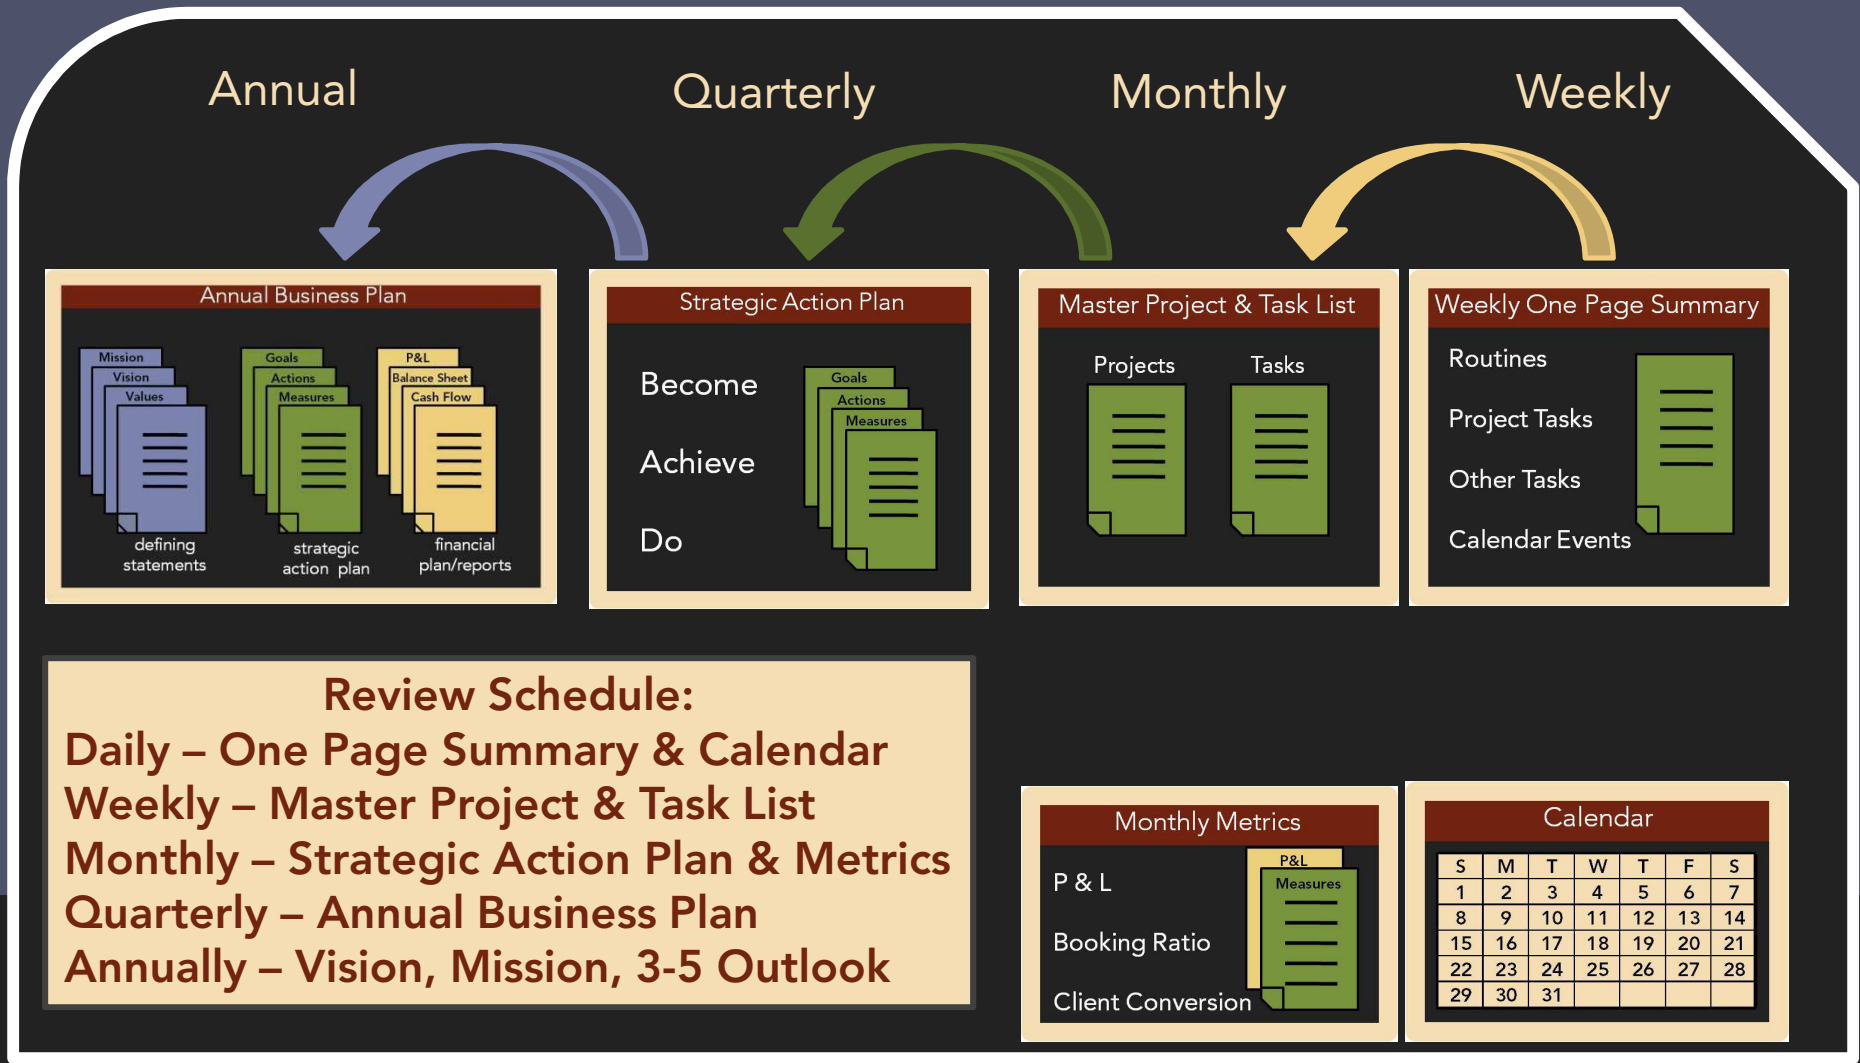 Annual
Quarterly
Monthly
Weekly
Annual Business Plan
Mission
Vision
Values
defining
statements
Goals
Actions
Measures
strategic
action plan
P&L
Balance Sheet
Cash Flow
financial
plan/reports
Strategic Action Plan
Become
Achieve
Do
Goals
Actions
Measures
Master Project & Task List
Projects
Tasks
Weekly One Page Summary
Routines
Project Tasks
Other Tasks
Calendar Events
Review Schedule:
Daily – One Page Summary & Calendar
Weekly – Master Project & Task List
Monthly – Strategic Action Plan & Metrics
Quarterly – Annual Business Plan
Annually – Vision, Mission, 3-5 Outlook
Monthly Metrics
P & L
Booking Ratio
Client Conversion
P&L
Measures
Calendar
S M T W T F S
1 2 3 4 5 6 7
8 9 10 11 12 13 14
15 16 17 18 19 20 21
22 23 24 25 26 27 28
29 30 31